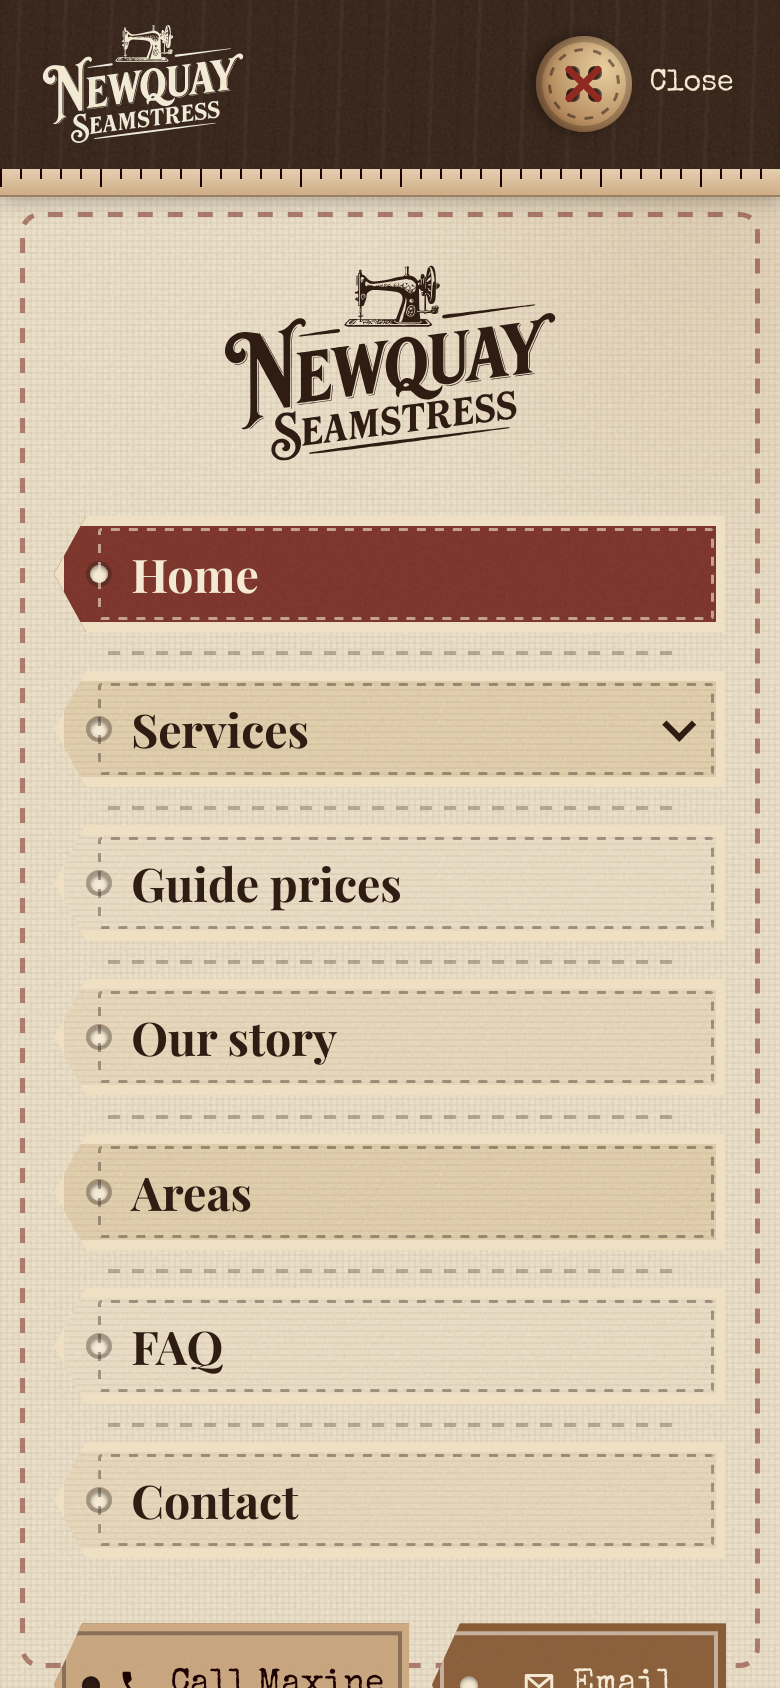 NEWQUAY
SEAMSTRESS
Close
NEWQUAY
SEAMSTRESS
Home
Services
Guide prices
Our story
Areas
FAQ
Contact
Call Maxine
Email